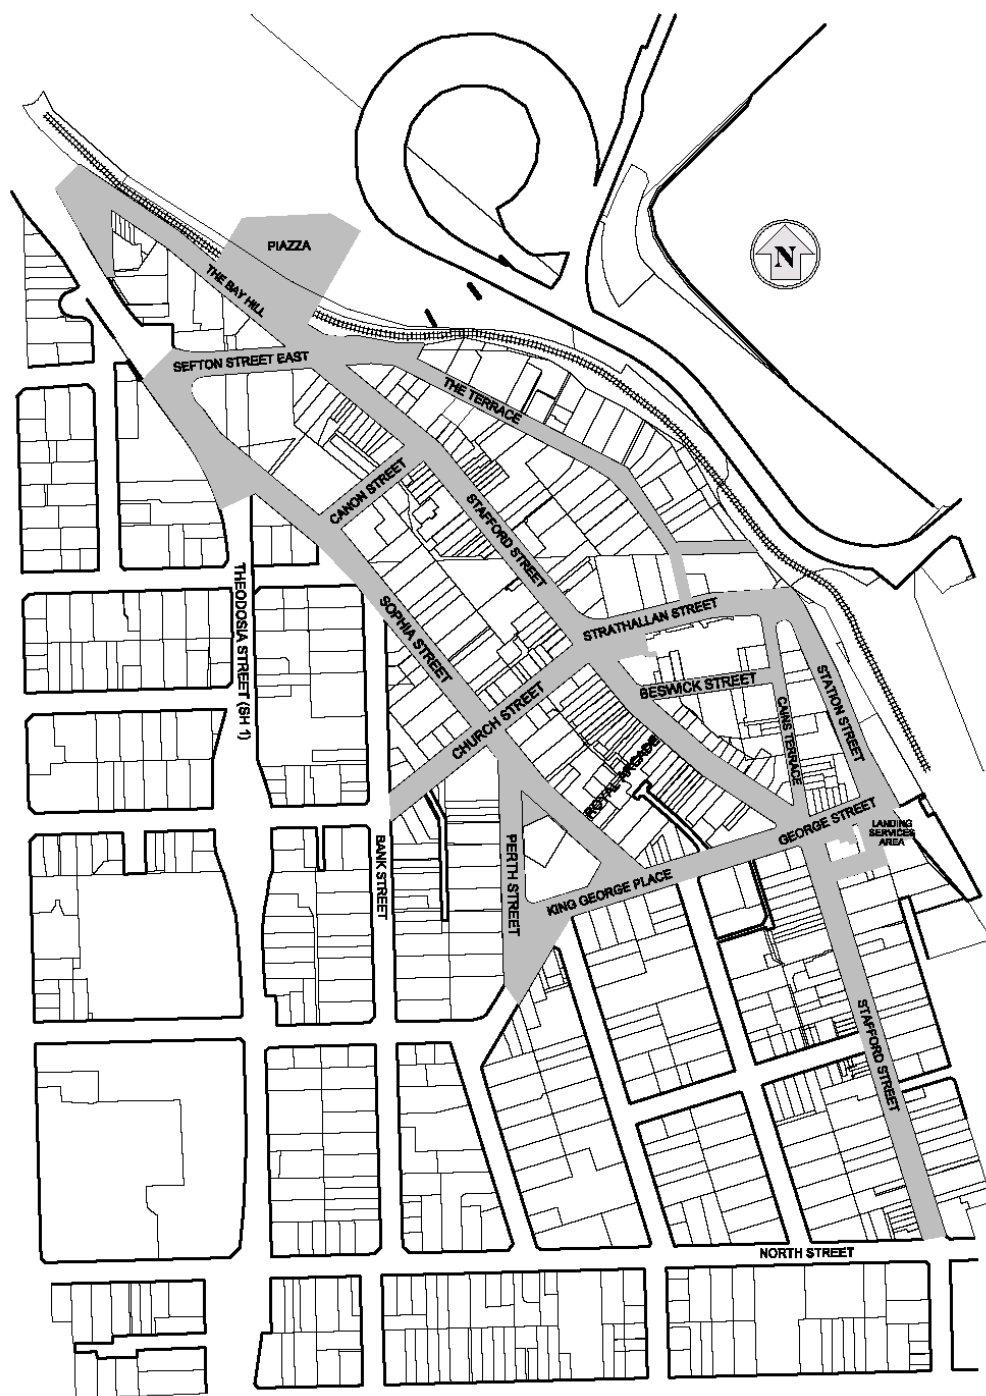 PIAZZA
N
THE BAY HILL
SEFTON STREET EAST
THE TERRACE
CANON STREET
STAFFORD STREET
THEODOSIA STREET (SH 1)
SOPHIA STREET
STRATHALLAN STREET
BESWICK STREET
STATION STREET
CHURCH STREET
CAINS TERRACE
ROYAL ARCADE
GEORGE STREET
LANDING
SERVICES
AREA
BANK STREET
PERTH STREET
KING GEORGE PLACE
STAFFORD STREET
NORTH STREET